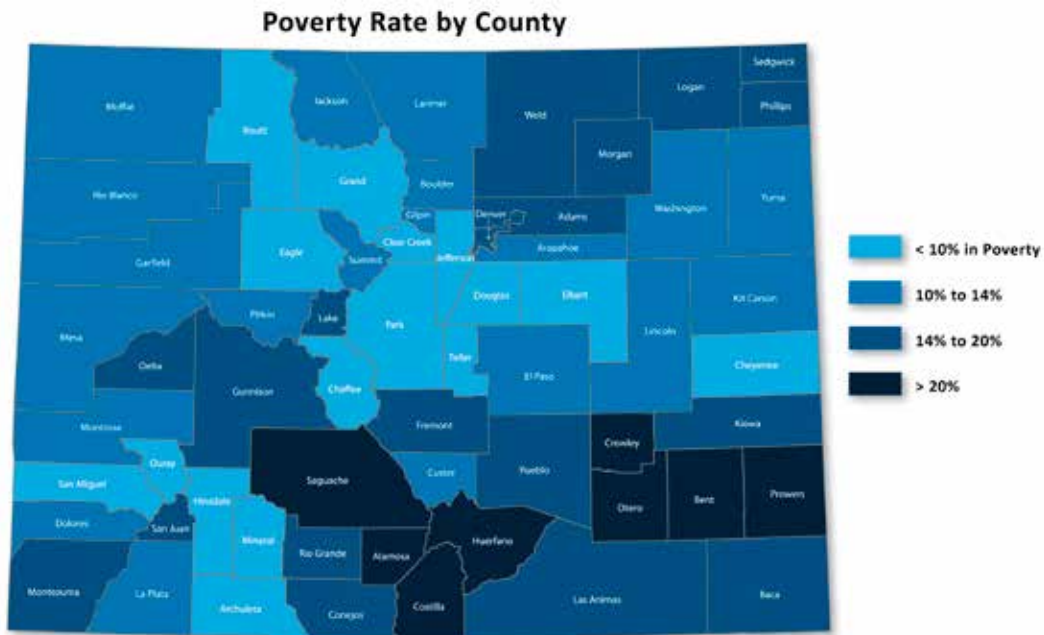 Poverty Rate by County
Sedgwick
Logan
Moffat
Jackson
Larimer
Weld
Phillips
Routt
Morgan
Grand
Boulder
Rio Blanco
Washington
Yuma
Gilpin
Denver
Adams
Clear Creek
Eagle
Jefferson
Arapahoe
Summit
Garfield
Douglas
Elbert
Kit Carson
Pitkin
Lake
Park
Lincoln
Mesa
Teller
Delta
Cheyenne
El Paso
Gunnison
Chaffee
Fremont
Kiowa
Montrose
Crowley
Ouray
Custer
Pueblo
Saguache
San Miguel
Hinsdale
Otero
Bent
Prowers
Dolores
San Juan
Mineral
Rio Grande
Alamosa
Huerfano
Montezuma
La Plata
Archuleta
Conejos
Costilla
Las Animas
Baca
< 10% in Poverty
10% to 14%
14% to 20%
> 20%